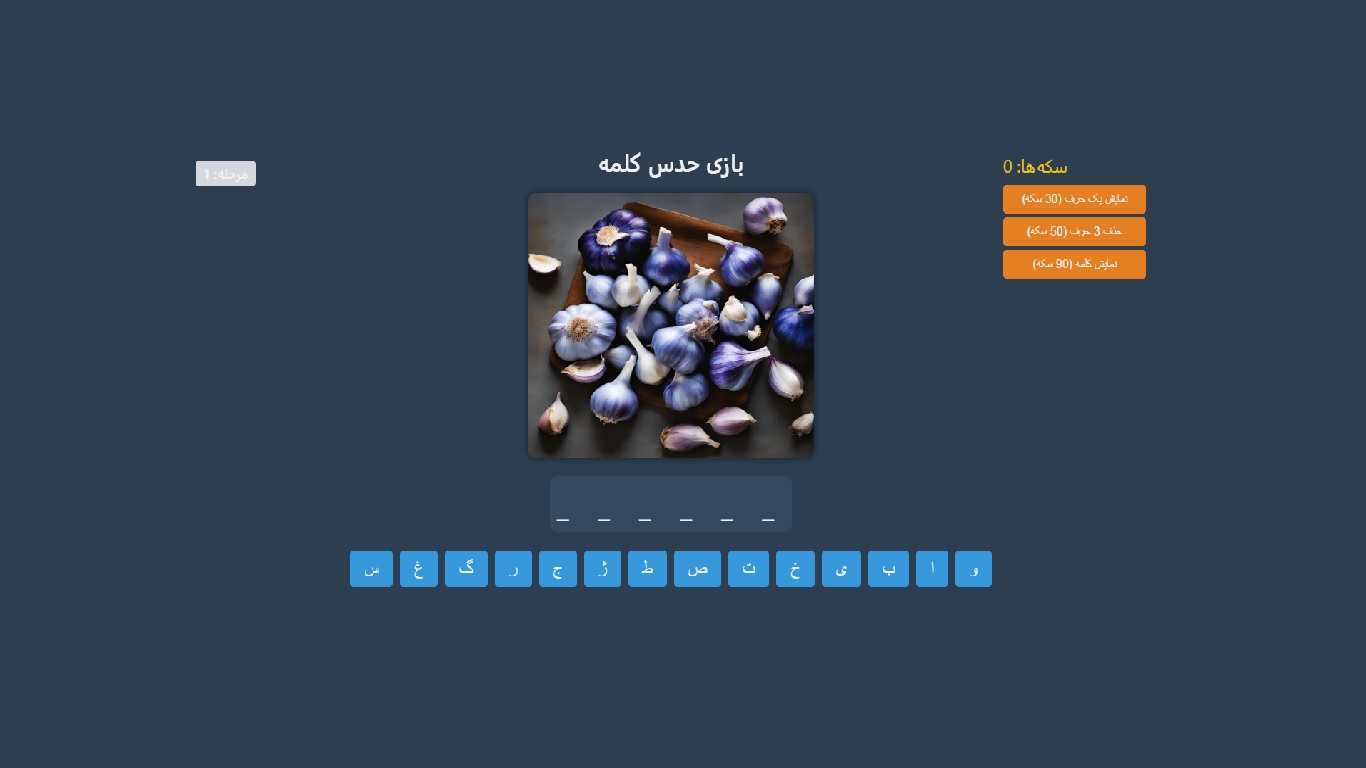 بازی حدس کلمه
سکه‌ها: 0
مرحله: 1
نمایش یک حرف (30 سکه)
حذف 3 حرف (50 سکه)
نمایش کلمه (90 سکه)
_ _ _ _ _ _
و ا ب ی خ ت ص ط ژ ج ر گ غ س